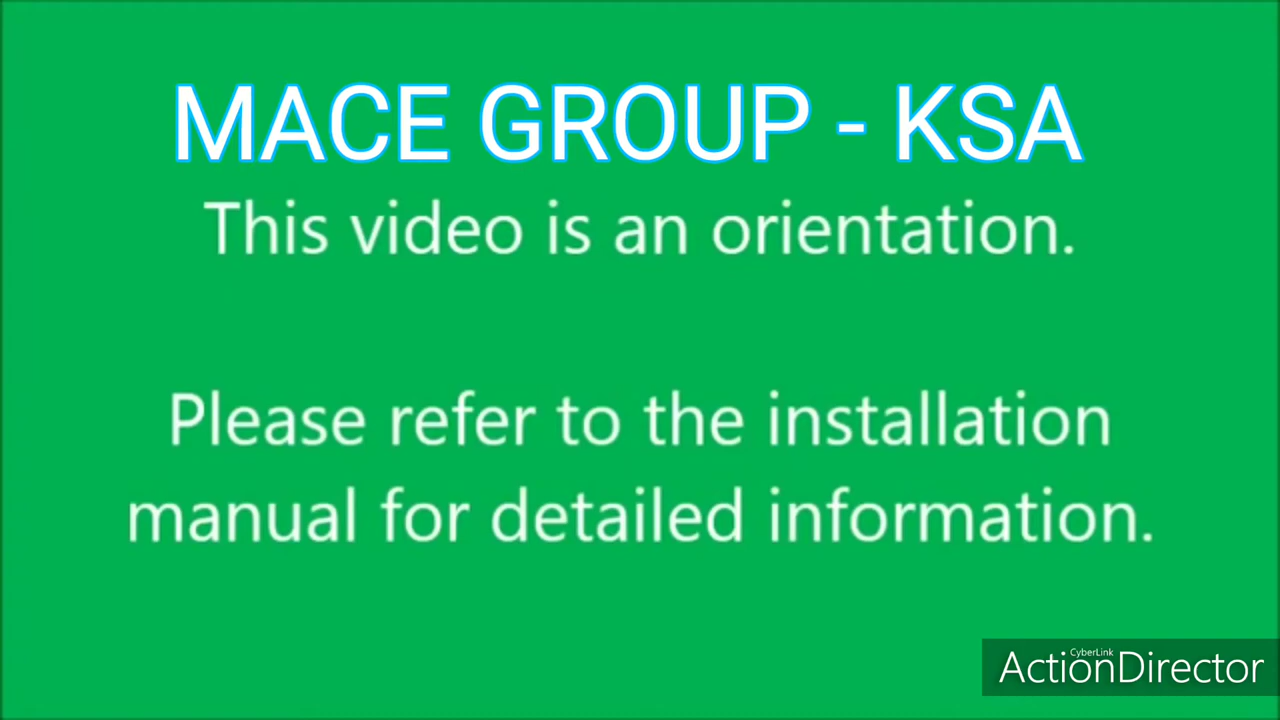 MACE GROUP - KSA
This video is an orientation.
Please refer to the installation
manual for detailed information.
CyberLink
ActionDirector